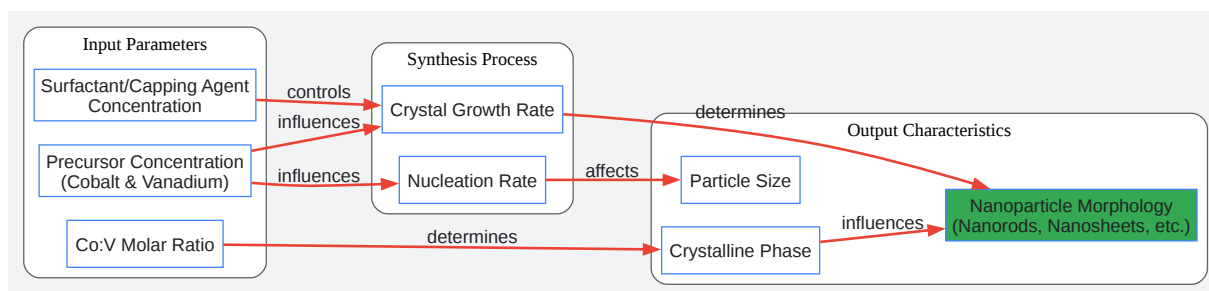 Input Parameters
Surfactant/Capping Agent
Concentration
Precursor Concentration
(Cobalt & Vanadium)
Co:V Molar Ratio
controls
influences
influences
determines
Synthesis Process
Crystal Growth Rate
Nucleation Rate
determines
affects
Output Characteristics
Particle Size
Crystalline Phase
influences
Nanoparticle Morphology
(Nanorods, Nanosheets, etc.)